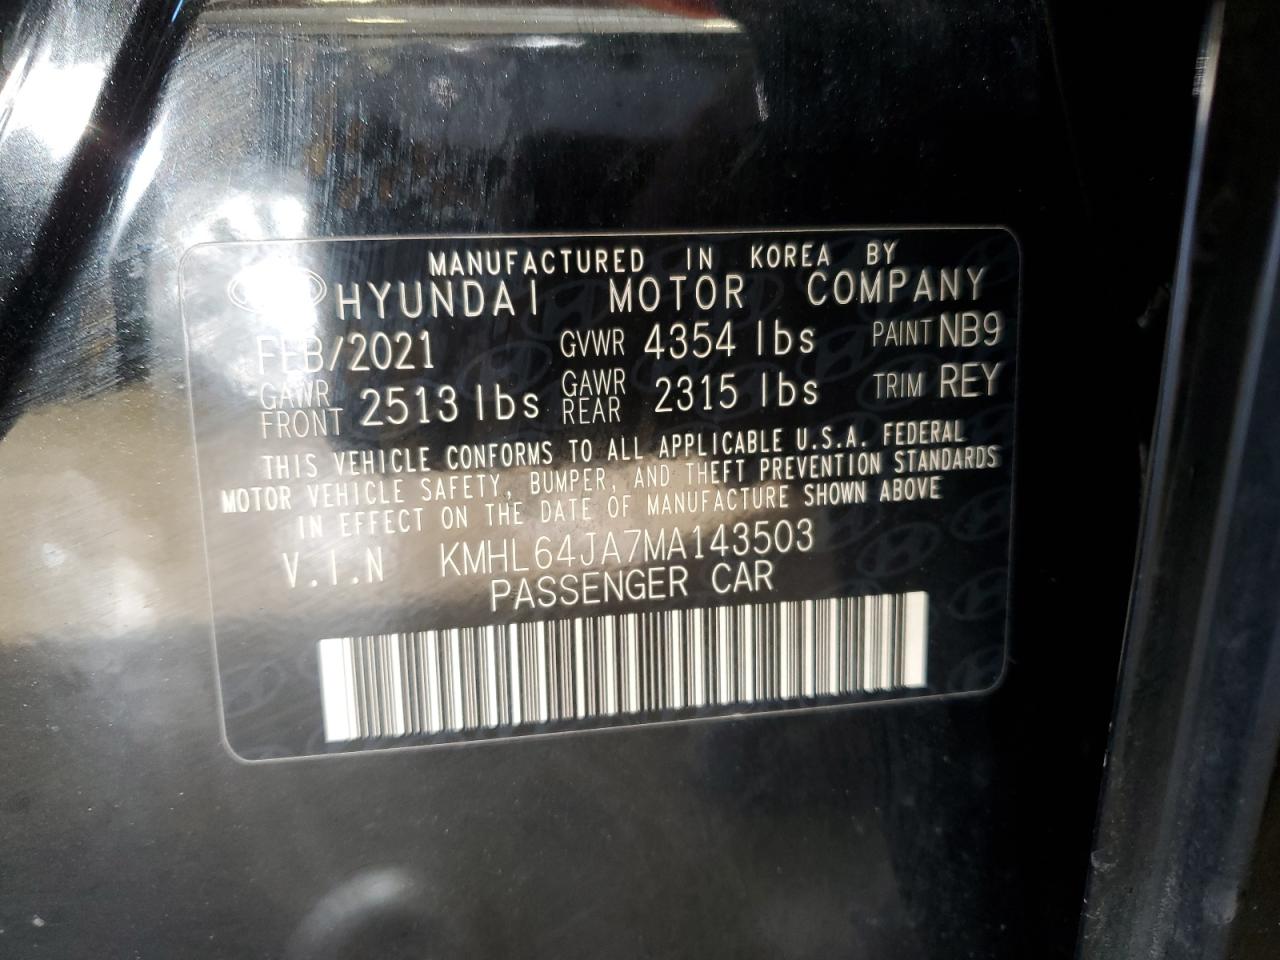 MANUFACTURED IN KOREA BY
HYUNDAI MOTOR COMPANY
FEB/2021 GVWR 4354 lbs PAINT NB9
GAWR FRONT 2513 lbs GAWR REAR 2315 lbs TRIM REY
THIS VEHICLE CONFORMS TO ALL APPLICABLE U.S.A. FEDERAL
MOTOR VEHICLE SAFETY, BUMPER, AND THEFT PREVENTION STANDARDS
IN EFFECT ON THE DATE OF MANUFACTURE SHOWN ABOVE
V.I.N KMHL64JA7MA143503
PASSENGER CAR